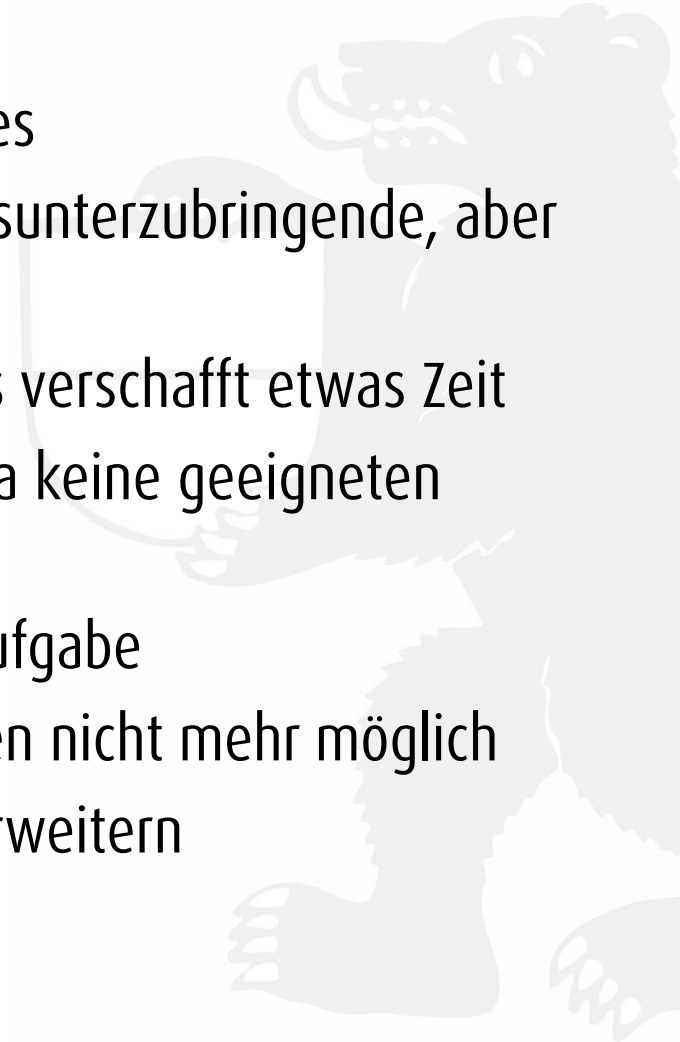 es
sunterzubringende, aber
s verschafft etwas Zeit
a keine geeigneten
ufgabe
en nicht mehr möglich
rweitern